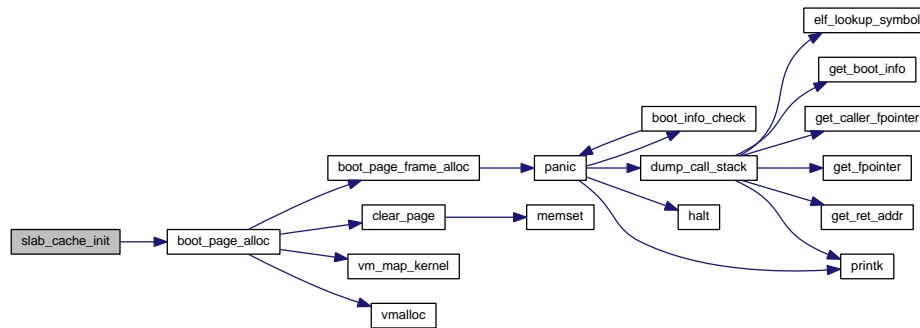 elf_lookup_symbol
get_boot_info
boot_info_check
get_caller_fpointer
boot_page_frame_alloc
panic
dump_call_stack
get_fpointer
clear_page
memset
halt
get_ret_addr
slab_cache_init
boot_page_alloc
vm_map_kernel
printk
vmalloc